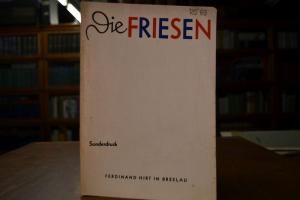 Die FRIESEN
Sonderdruck
FERDINAND HIRT IN BRESLAU